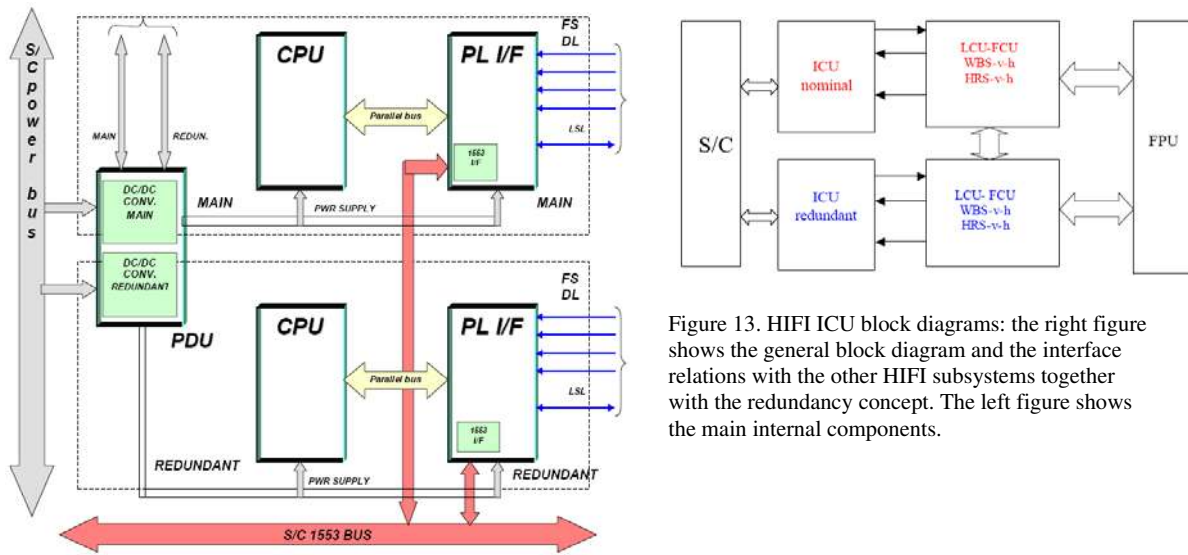 S/C power bus
MAIN
REDUN.
DC/DC
CONV.
MAIN
DC/DC
CONV.
REDUNDANT
PDU
CPU
Parallel bus
PL I/F
FS
DL
LSL
1553
I/F
MAIN
PWR SUPPLY
MAIN
CPU
Parallel bus
PL I/F
FS
DL
LSL
1553
I/F
REDUNDANT
PWR SUPPLY
REDUNDANT
S/C 1553 BUS
S/C
ICU
nominal
LCU-FCU
WBS-v-h
HRS-v-h
ICU
redundant
LCU- FCU
WBS-v-h
HRS-v-h
FPU
Figure 13. HIFI ICU block diagrams: the right figure
shows the general block diagram and the interface
relations with the other HIFI subsystems together
with the redundancy concept. The left figure shows
the main internal components.